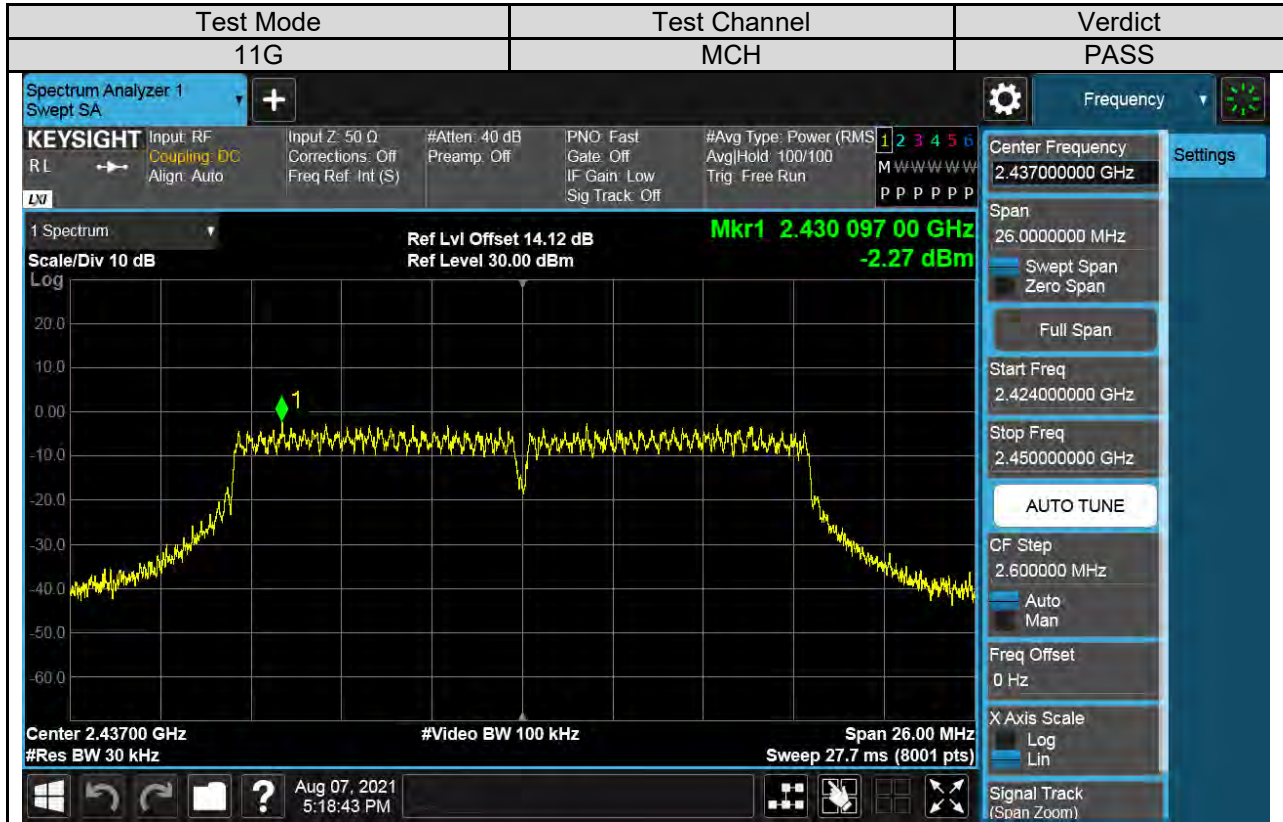 Test Mode Test Channel Verdict
11G MCH PASS
Spectrum Analyzer 1
Swept SA
Frequency
KEYSIGHT
R L
LXI
Input: RF
Coupling: DC
Align: Auto
Input Z: 50 Ω
Corrections: Off
Freq Ref: Int (S)
#Atten: 40 dB
Preamp: Off
PNO: Fast
Gate: Off
IF Gain: Low
Sig Track: Off
#Avg Type: Power (RMS
Avg|Hold: 100/100
Trig: Free Run
1 2 3 4 5 6
M W W W W W
P P P P P P
1 Spectrum
Scale/Div 10 dB
Ref Lvl Offset 14.12 dB
Ref Level 30.00 dBm
Mkr1 2.430 097 00 GHz
-2.27 dBm
Log
20.0
10.0
0.00
-10.0
-20.0
-30.0
-40.0
-50.0
-60.0
1
Center 2.43700 GHz
#Res BW 30 kHz
#Video BW 100 kHz
Span 26.00 MHz
Sweep 27.7 ms (8001 pts)
Center Frequency
2.437000000 GHz
Settings
Span
26.0000000 MHz
Swept Span
Zero Span
Full Span
Start Freq
2.424000000 GHz
Stop Freq
2.450000000 GHz
AUTO TUNE
CF Step
2.600000 MHz
Auto
Man
Freq Offset
0 Hz
X Axis Scale
Log
Lin
Signal Track
(Span Zoom)
?
Aug 07, 2021
5:18:43 PM